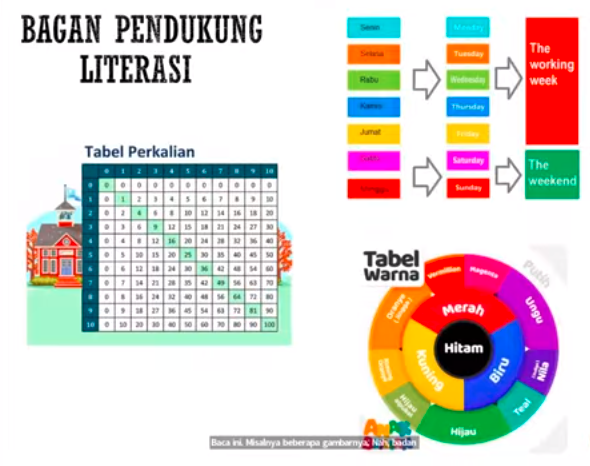 BAGAN PENDUKUNG
LITERASI
Senin
Monday
Selasa
Tuesday
Rabu
Wednesday
Kamis
Thursday
Jumat
Friday
Saturday
Sunday
The
working
week
The
weekend
Tabel Perkalian
0 1 2 3 4 5 6 7 8 9 10
0 0 0 0 0 0 0 0 0 0 0 0
1 0 1 2 3 4 5 6 7 8 9 10
2 0 2 4 6 8 10 12 14 16 18 20
3 0 3 6 9 12 15 18 21 24 27 30
4 0 4 8 12 16 20 24 28 32 36 40
5 0 5 10 15 20 25 30 35 40 45 50
6 0 6 12 18 24 30 36 42 48 54 60
7 0 7 14 21 28 35 42 49 56 63 70
8 0 8 16 24 32 40 48 56 64 72 80
9 0 9 18 27 36 45 54 63 72 81 90
10 0 10 20 30 40 50 60 70 80 90 100
Tabel
Warna
Vermillion
Magenta
Putih
Oranye
(Jingga)
Merah
Ungu
Hitam
Kuning
Biru
Nila
Hijau
Teal
Hijau
Baca ini. Misalnya beberapa gambarnya. Nah, badan